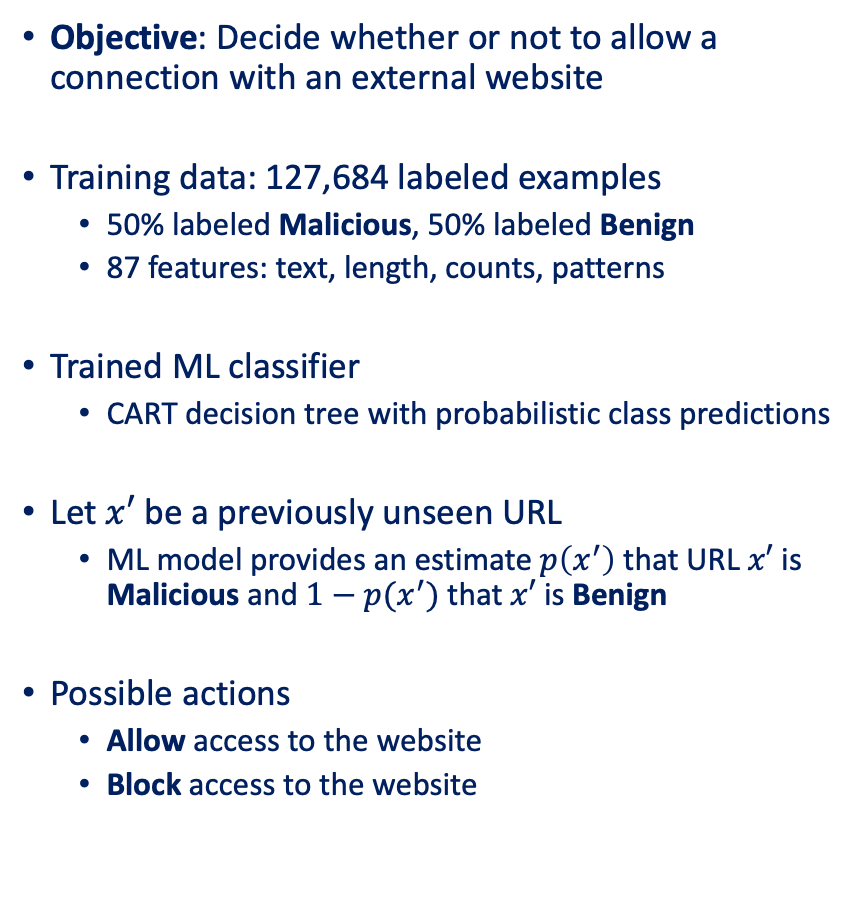 • Objective: Decide whether or not to allow a
connection with an external website
• Training data: 127,684 labeled examples
• 50% labeled Malicious, 50% labeled Benign
• 87 features: text, length, counts, patterns
• Trained ML classifier
• CART decision tree with probabilistic class predictions
• Let 𝑥′ be a previously unseen URL
• ML model provides an estimate 𝑝(𝑥′) that URL 𝑥′ is
Malicious and 1 − 𝑝(𝑥′) that 𝑥′ is Benign
• Possible actions
• Allow access to the website
• Block access to the website